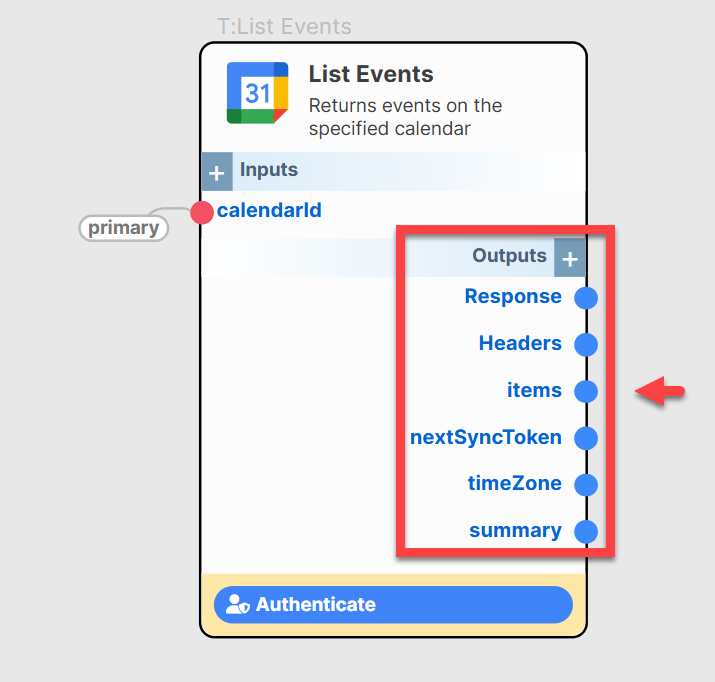 T:List Events
31
List Events
Returns events on the
specified calendar
+ Inputs
calendarId
primary
Outputs +
Response
Headers
items
nextSyncToken
timeZone
summary
Authenticate